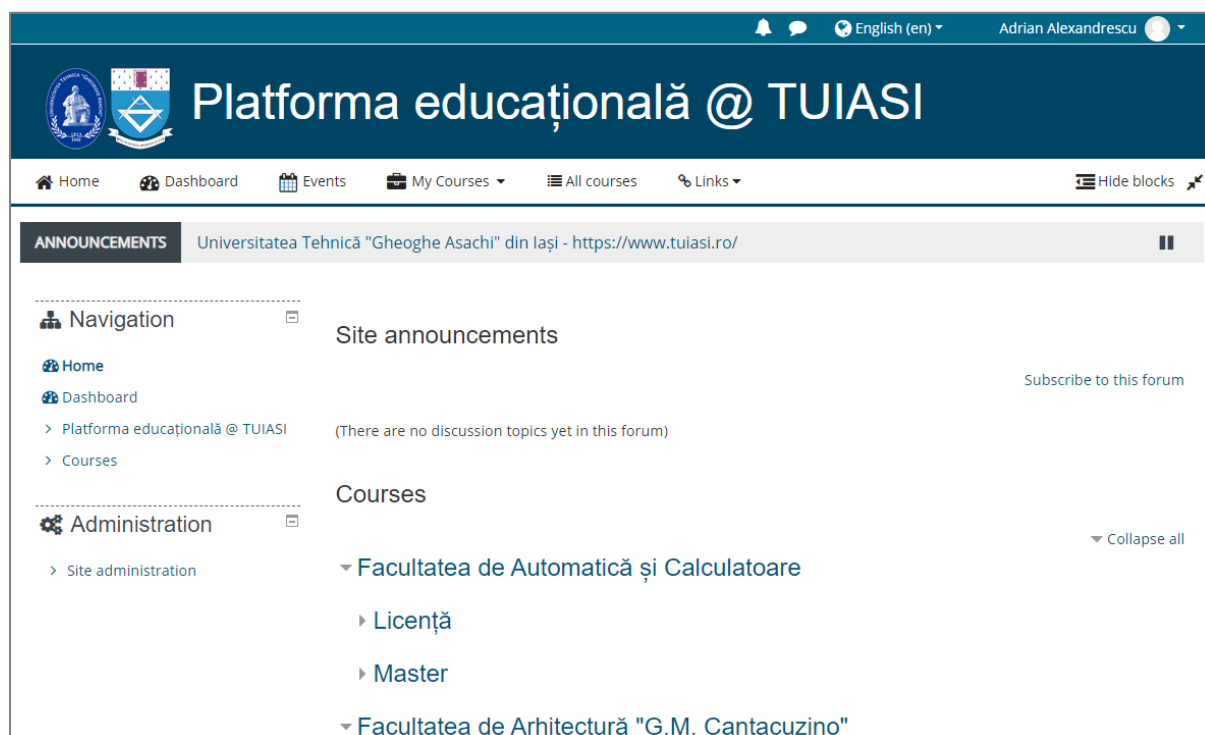 English (en)
Adrian Alexandrescu
Platforma educațională @ TUIASI
Home
Dashboard
Events
My Courses
All courses
Links
Hide blocks
ANNOUNCEMENTS
Universitatea Tehnică "Gheoghe Asachi" din Iași - https://www.tuiasi.ro/
Navigation
Home
Dashboard
Platforma educațională @ TUIASI
Courses
Administration
Site administration
Site announcements
Subscribe to this forum
(There are no discussion topics yet in this forum)
Courses
Collapse all
Facultatea de Automatică și Calculatoare
Licență
Master
Facultatea de Arhitectură "G.M. Cantacuzino"